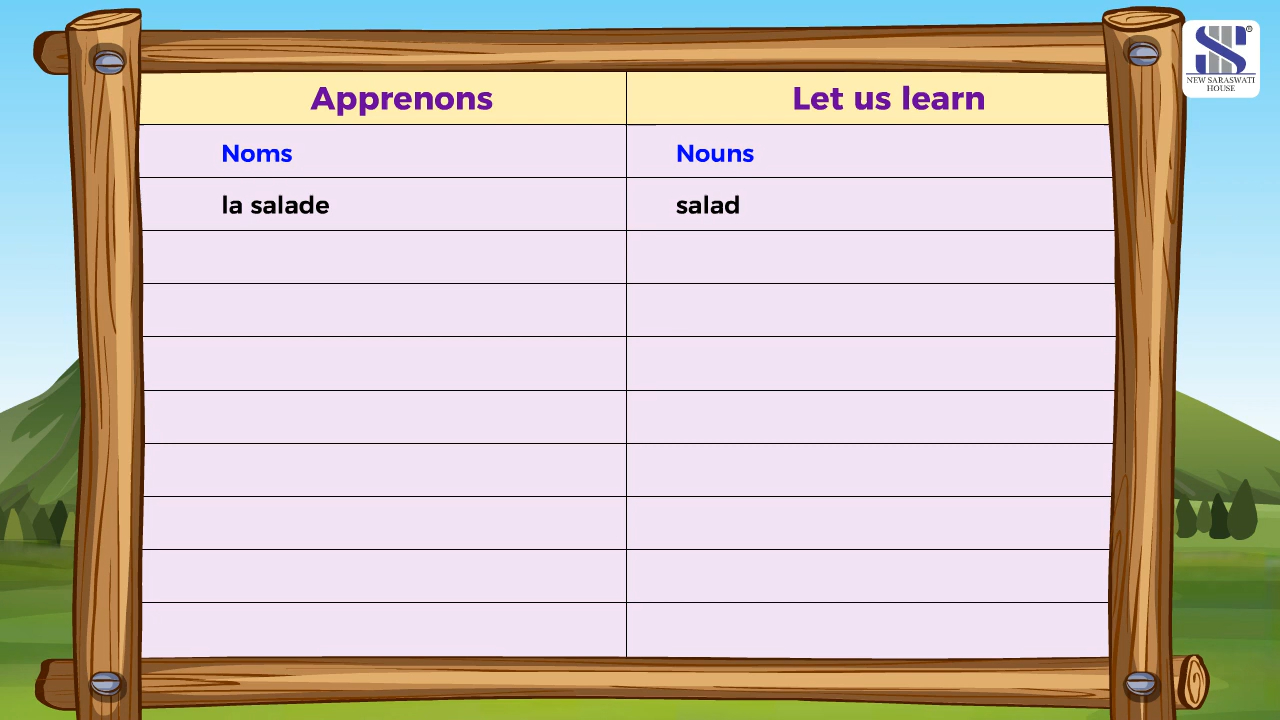 Apprenons Let us learn
Noms Nouns
la salade salad
S ®
NEW SARASWATI
HOUSE